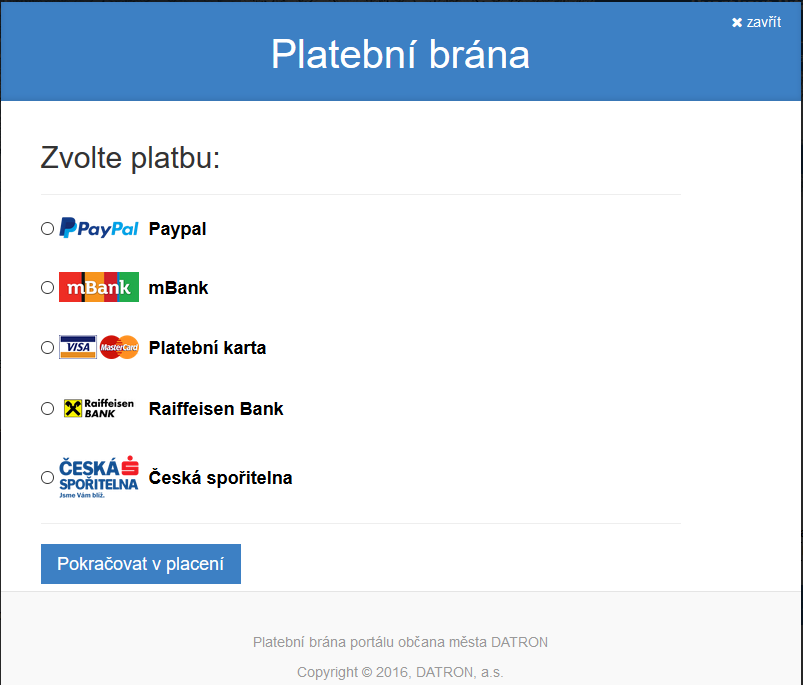 ✖ zavřít
Platební brána
Zvolte platbu:
PayPal Paypal
mBank mBank
VISA MasterCard Platební karta
Raiffeisen BANK Raiffeisen Bank
ČESKÁ SPOŘITELNA Jsme Vám blíž. Česká spořitelna
Pokračovat v placení
Platební brána portálu občana města DATRON
Copyright © 2016, DATRON, a.s.